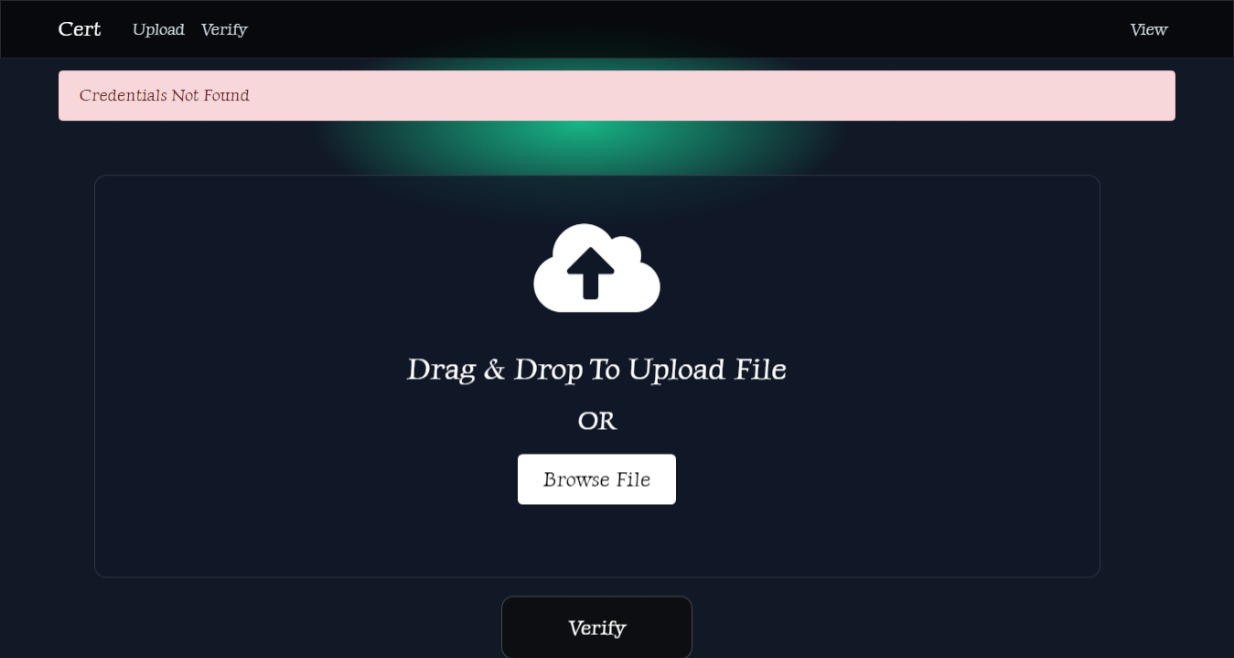 Cert Upload Verify View
Credentials Not Found
Drag & Drop To Upload File
OR
Browse File
Verify